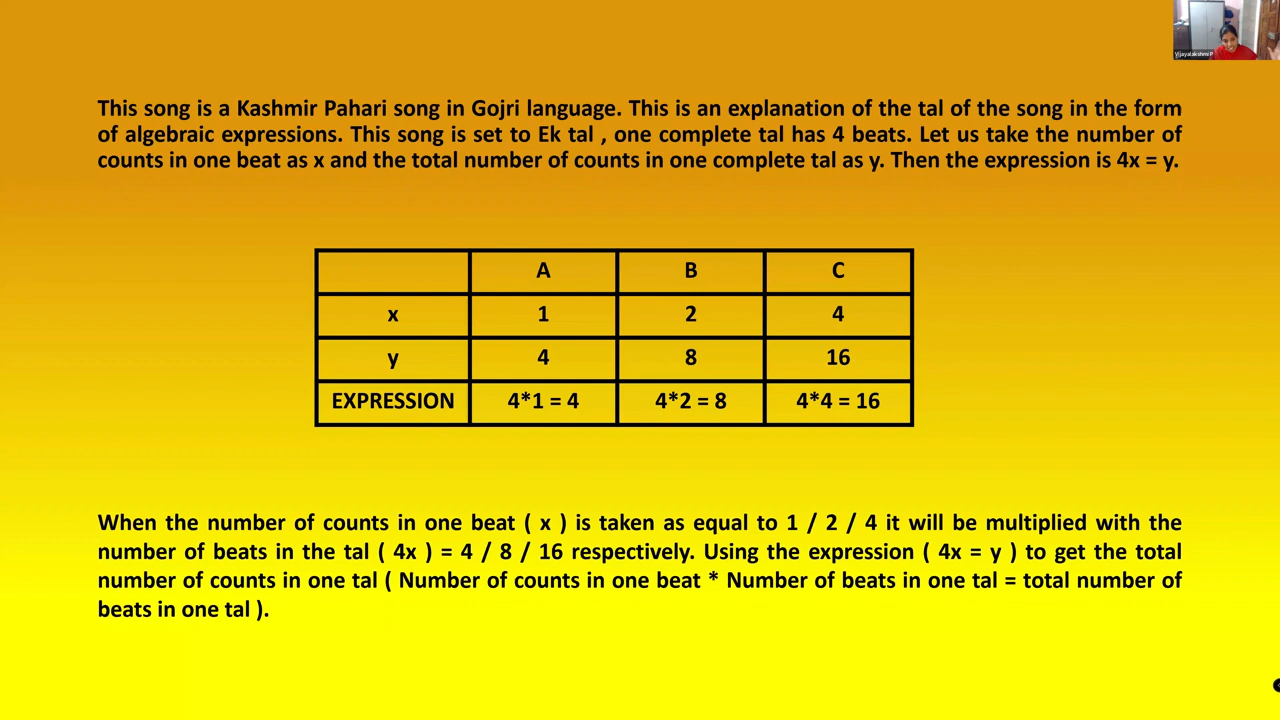 Vijayalakshmi P
This song is a Kashmir Pahari song in Gojri language. This is an explanation of the tal of the song in the form
of algebraic expressions. This song is set to Ek tal , one complete tal has 4 beats. Let us take the number of
counts in one beat as x and the total number of counts in one complete tal as y. Then the expression is 4x = y.
A B C
x 1 2 4
y 4 8 16
EXPRESSION 4*1 = 4 4*2 = 8 4*4 = 16
When the number of counts in one beat ( x ) is taken as equal to 1 / 2 / 4 it will be multiplied with the
number of beats in the tal ( 4x ) = 4 / 8 / 16 respectively. Using the expression ( 4x = y ) to get the total
number of counts in one tal ( Number of counts in one beat * Number of beats in one tal = total number of
beats in one tal ).